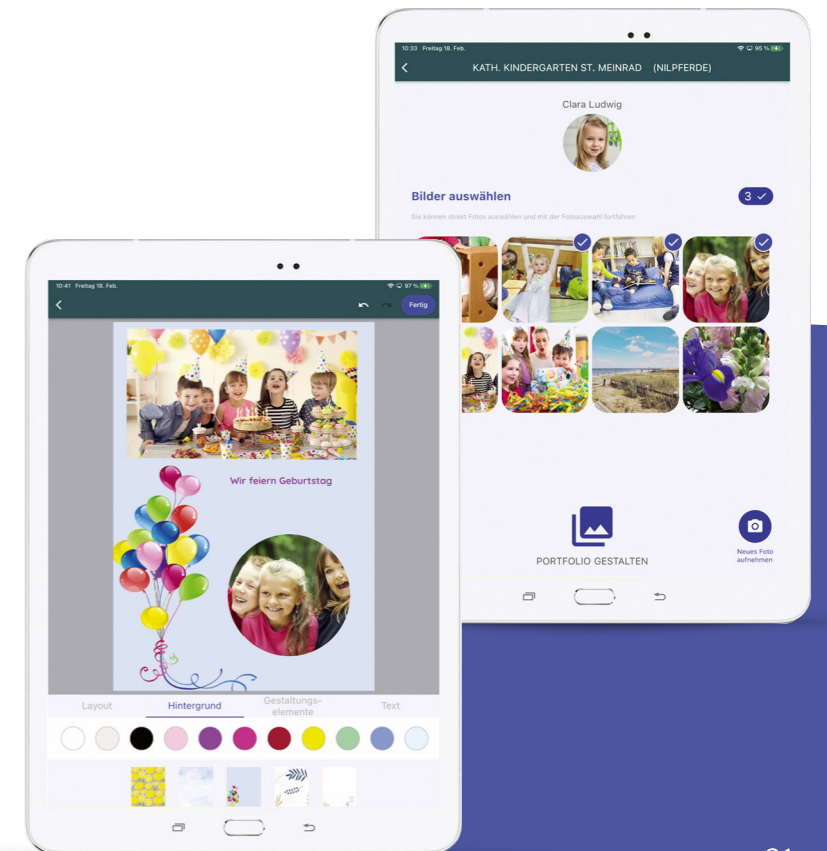 10:33 Freitag 18. Feb.
95 %
KATH. KINDERGARTEN ST. MEINRAD (NILPFERDE)
Clara Ludwig
Bilder auswählen
3
Sie können direkt Fotos auswählen und mit der Fotoauswahl fortfahren
PORTFOLIO GESTALTEN
Neues Foto
aufnehmen
10:41 Freitag 18. Feb.
97 %
Fertig
Wir feiern Geburtstag
Layout
Hintergrund
Gestaltungs-
elemente
Text